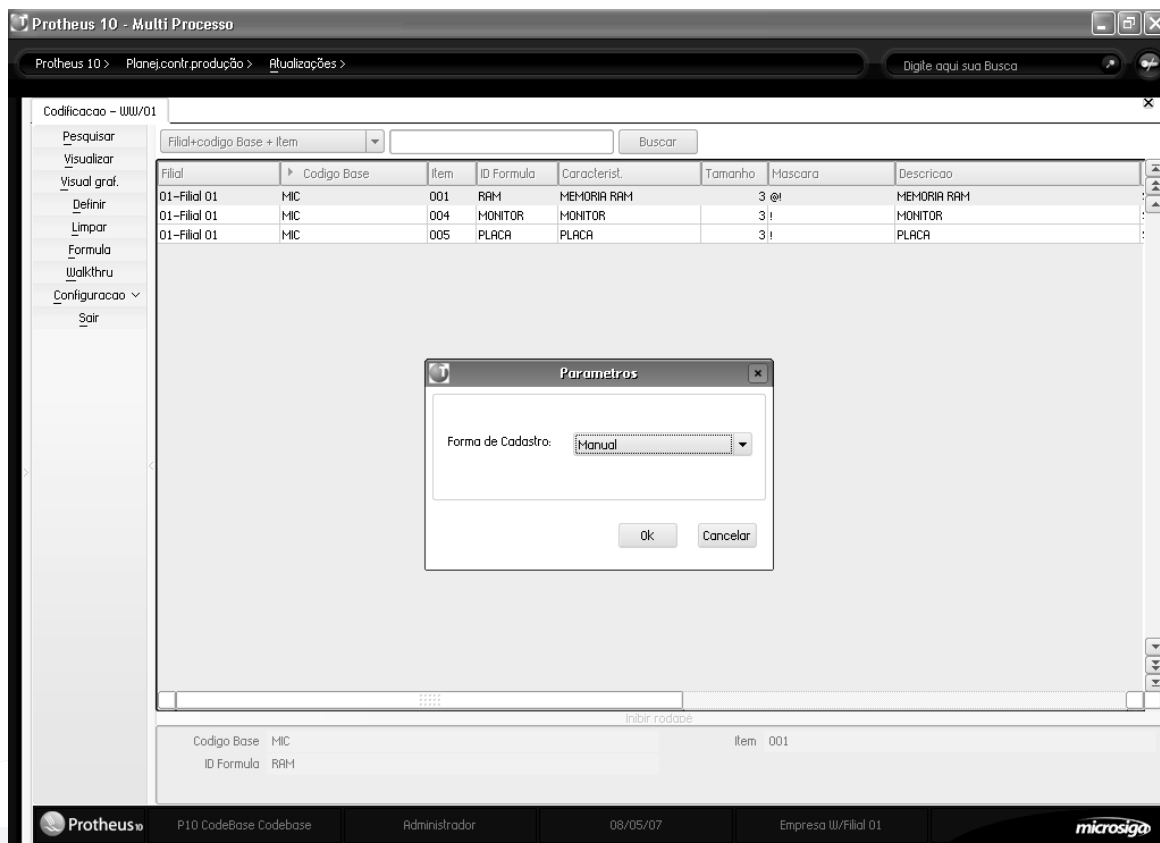 Protheus 10 - Multi Processo
Protheus 10 > Planej.contr.produção > Atualizações >
Digite aqui sua Busca
Codificacao - WW/01
Pesquisar
Visualizar
Visual graf.
Definir
Limpar
Formula
Walkthru
Configuracao
Sair
Filial+codigo Base + Item
Buscar
Filial Codigo Base Item ID Formula Caracterist. Tamanho Mascara Descricao
01-Filial 01 MIC 001 RAM MEMORIA RAM 3 @! MEMORIA RAM
01-Filial 01 MIC 004 MONITOR MONITOR 3 ! MONITOR
01-Filial 01 MIC 005 PLACA PLACA 3 ! PLACA
Parametros
Forma de Cadastro: Manual
Ok Cancelar
Inibir rodapé
Codigo Base MIC Item 001
ID Formula RAM
Protheus 10 P10 CodeBase Codebase Administrador 08/05/07 Empresa W/Filial 01 microsiga